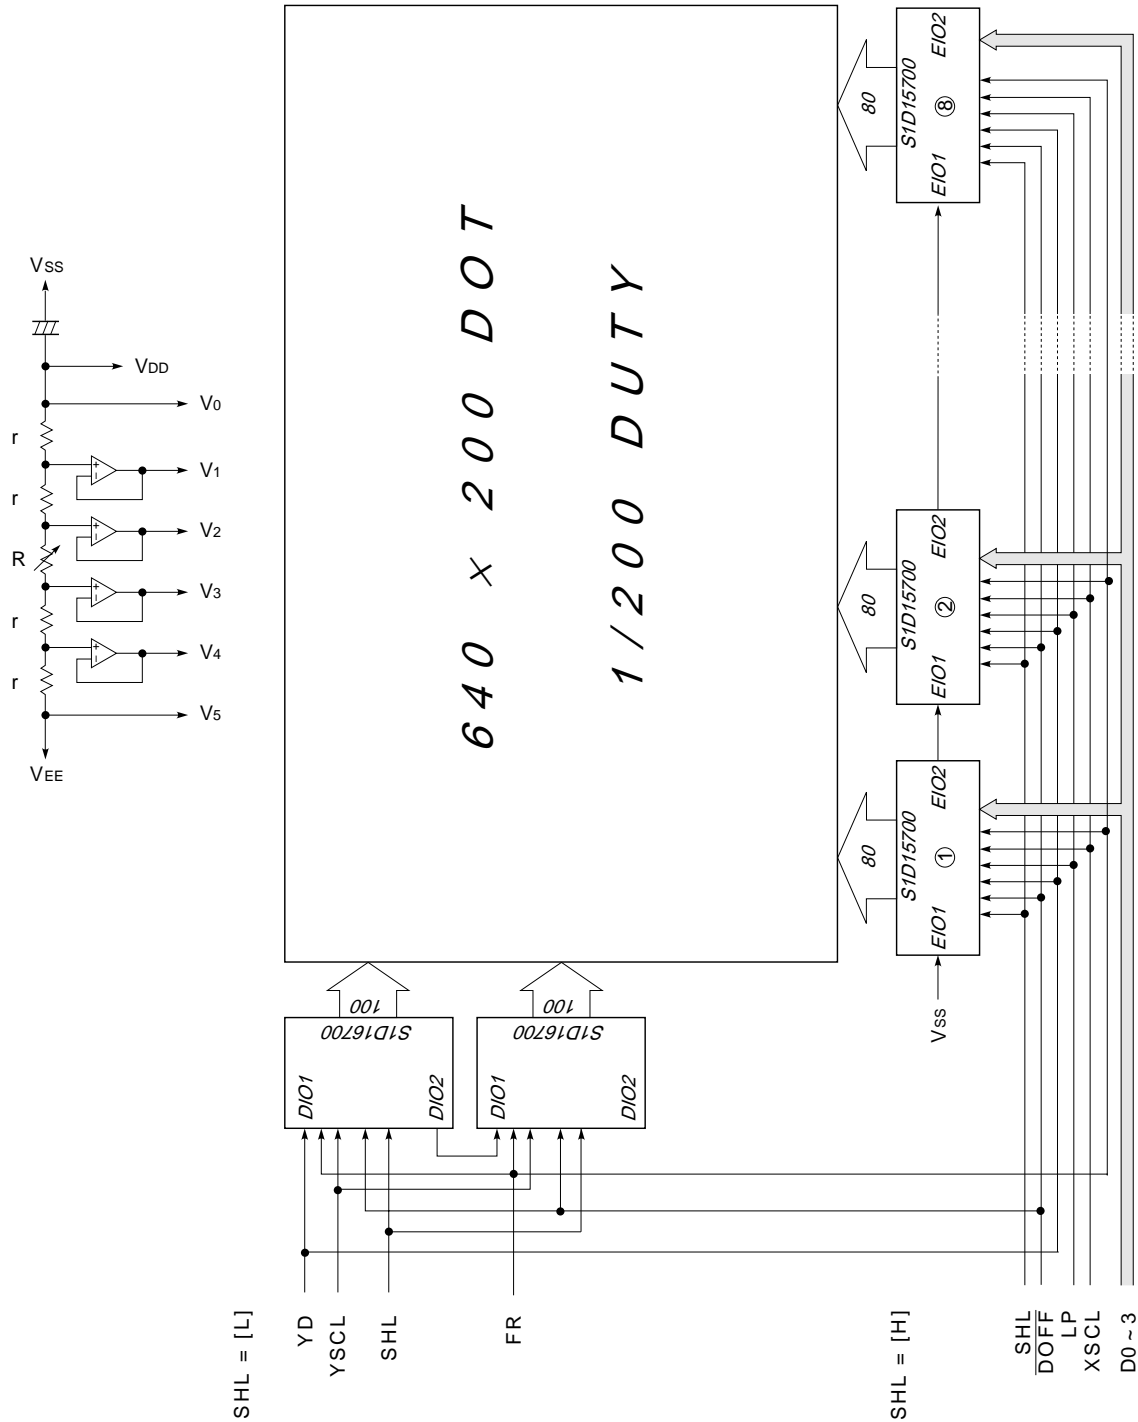 VSS
VDD
V0
r
V1
r
V2
R
V3
r
V4
r
V5
VEE
640 × 200 DOT
1/200 DUTY
80
S1D15700
EIO1
⑧
EIO2
80
S1D15700
EIO1
②
EIO2
80
S1D15700
EIO1
①
EIO2
Vss
100
S1D16700
DIO1
DIO2
100
S1D16700
DIO1
DIO2
SHL = [L]
YD
YSCL
SHL
FR
SHL = [H]
SHL
DOFF
LP
XSCL
D0 ~ 3